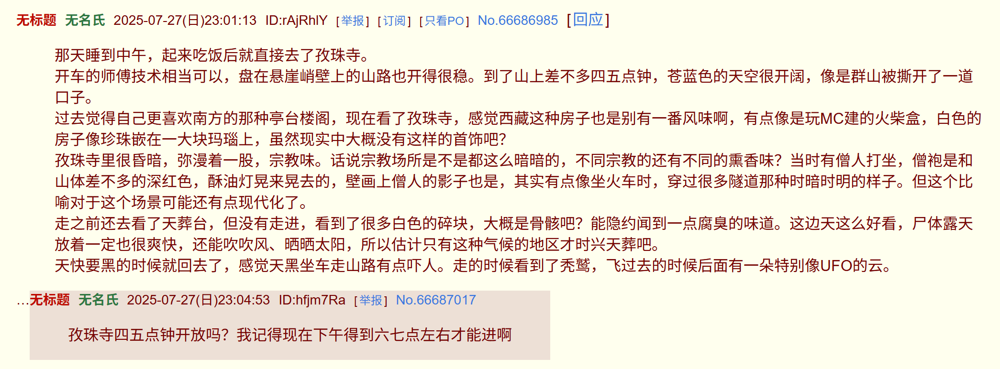 无标题 无名氏 2025-07-27(日)23:01:13 ID:rAjRhlY [举报] [订阅] [只看PO] No.66686985 [回应]
那天睡到中午，起来吃饭后就直接去了孜珠寺。
开车的师傅技术相当可以，盘在悬崖峭壁上的山路也开得很稳。到了山上差不多四五点钟，苍蓝色的天空很开阔，像是群山被撕开了一道
口子。
过去觉得自己更喜欢南方的那种亭台楼阁，现在看了孜珠寺，感觉西藏这种房子也是别有一番风味啊，有点像是玩MC建的火柴盒，白色的
房子像珍珠嵌在一大块玛瑙上，虽然现实中大概没有这样的首饰吧？
孜珠寺里很昏暗，弥漫着一股，宗教味。话说宗教场所是不是都这么暗暗的，不同宗教的还有不同的熏香味？当时有僧人打坐，僧袍是和
山体差不多的深红色，酥油灯晃来晃去的，壁画上僧人的影子也是，其实有点像坐火车时，穿过很多隧道那种时暗时明的样子。但这个比
喻对于这个场景可能还有点现代化了。
走之前还去看了天葬台，但没有走进，看到了很多白色的碎块，大概是骨骸吧？能隐约闻到一点腐臭的味道。这边天这么好看，尸体露天
放着一定也很爽快，还能吹吹风、晒晒太阳，所以估计只有这种气候的地区才时兴天葬吧。
天快要黑的时候就回去了，感觉天黑坐车走山路有点吓人。走的时候看到了秃鹫，飞过去的时候后面有一朵特别像UFO的云。
…无标题 无名氏 2025-07-27(日)23:04:53 ID:hfjm7Ra [举报] No.66687017
孜珠寺四五点钟开放吗？我记得现在下午得到六七点左右才能进啊